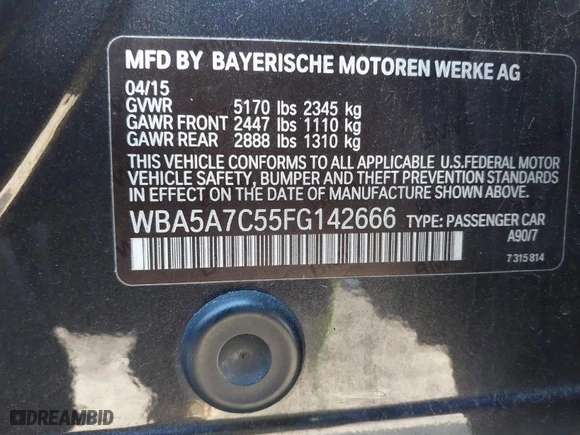 MFD BY BAYERISCHE MOTOREN WERKE AG
04/15
GVWR 5170 lbs 2345 kg
GAWR FRONT 2447 lbs 1110 kg
GAWR REAR 2888 lbs 1310 kg
THIS VEHICLE CONFORMS TO ALL APPLICABLE U.S.FEDERAL MOTOR
VEHICLE SAFETY, BUMPER AND THEFT PREVENTION STANDARDS
IN EFFECT ON THE DATE OF MANUFACTURE SHOWN ABOVE.
WBA5A7C55FG142666 TYPE: PASSENGER CAR
A90/7
7 315 814
DREAMBID